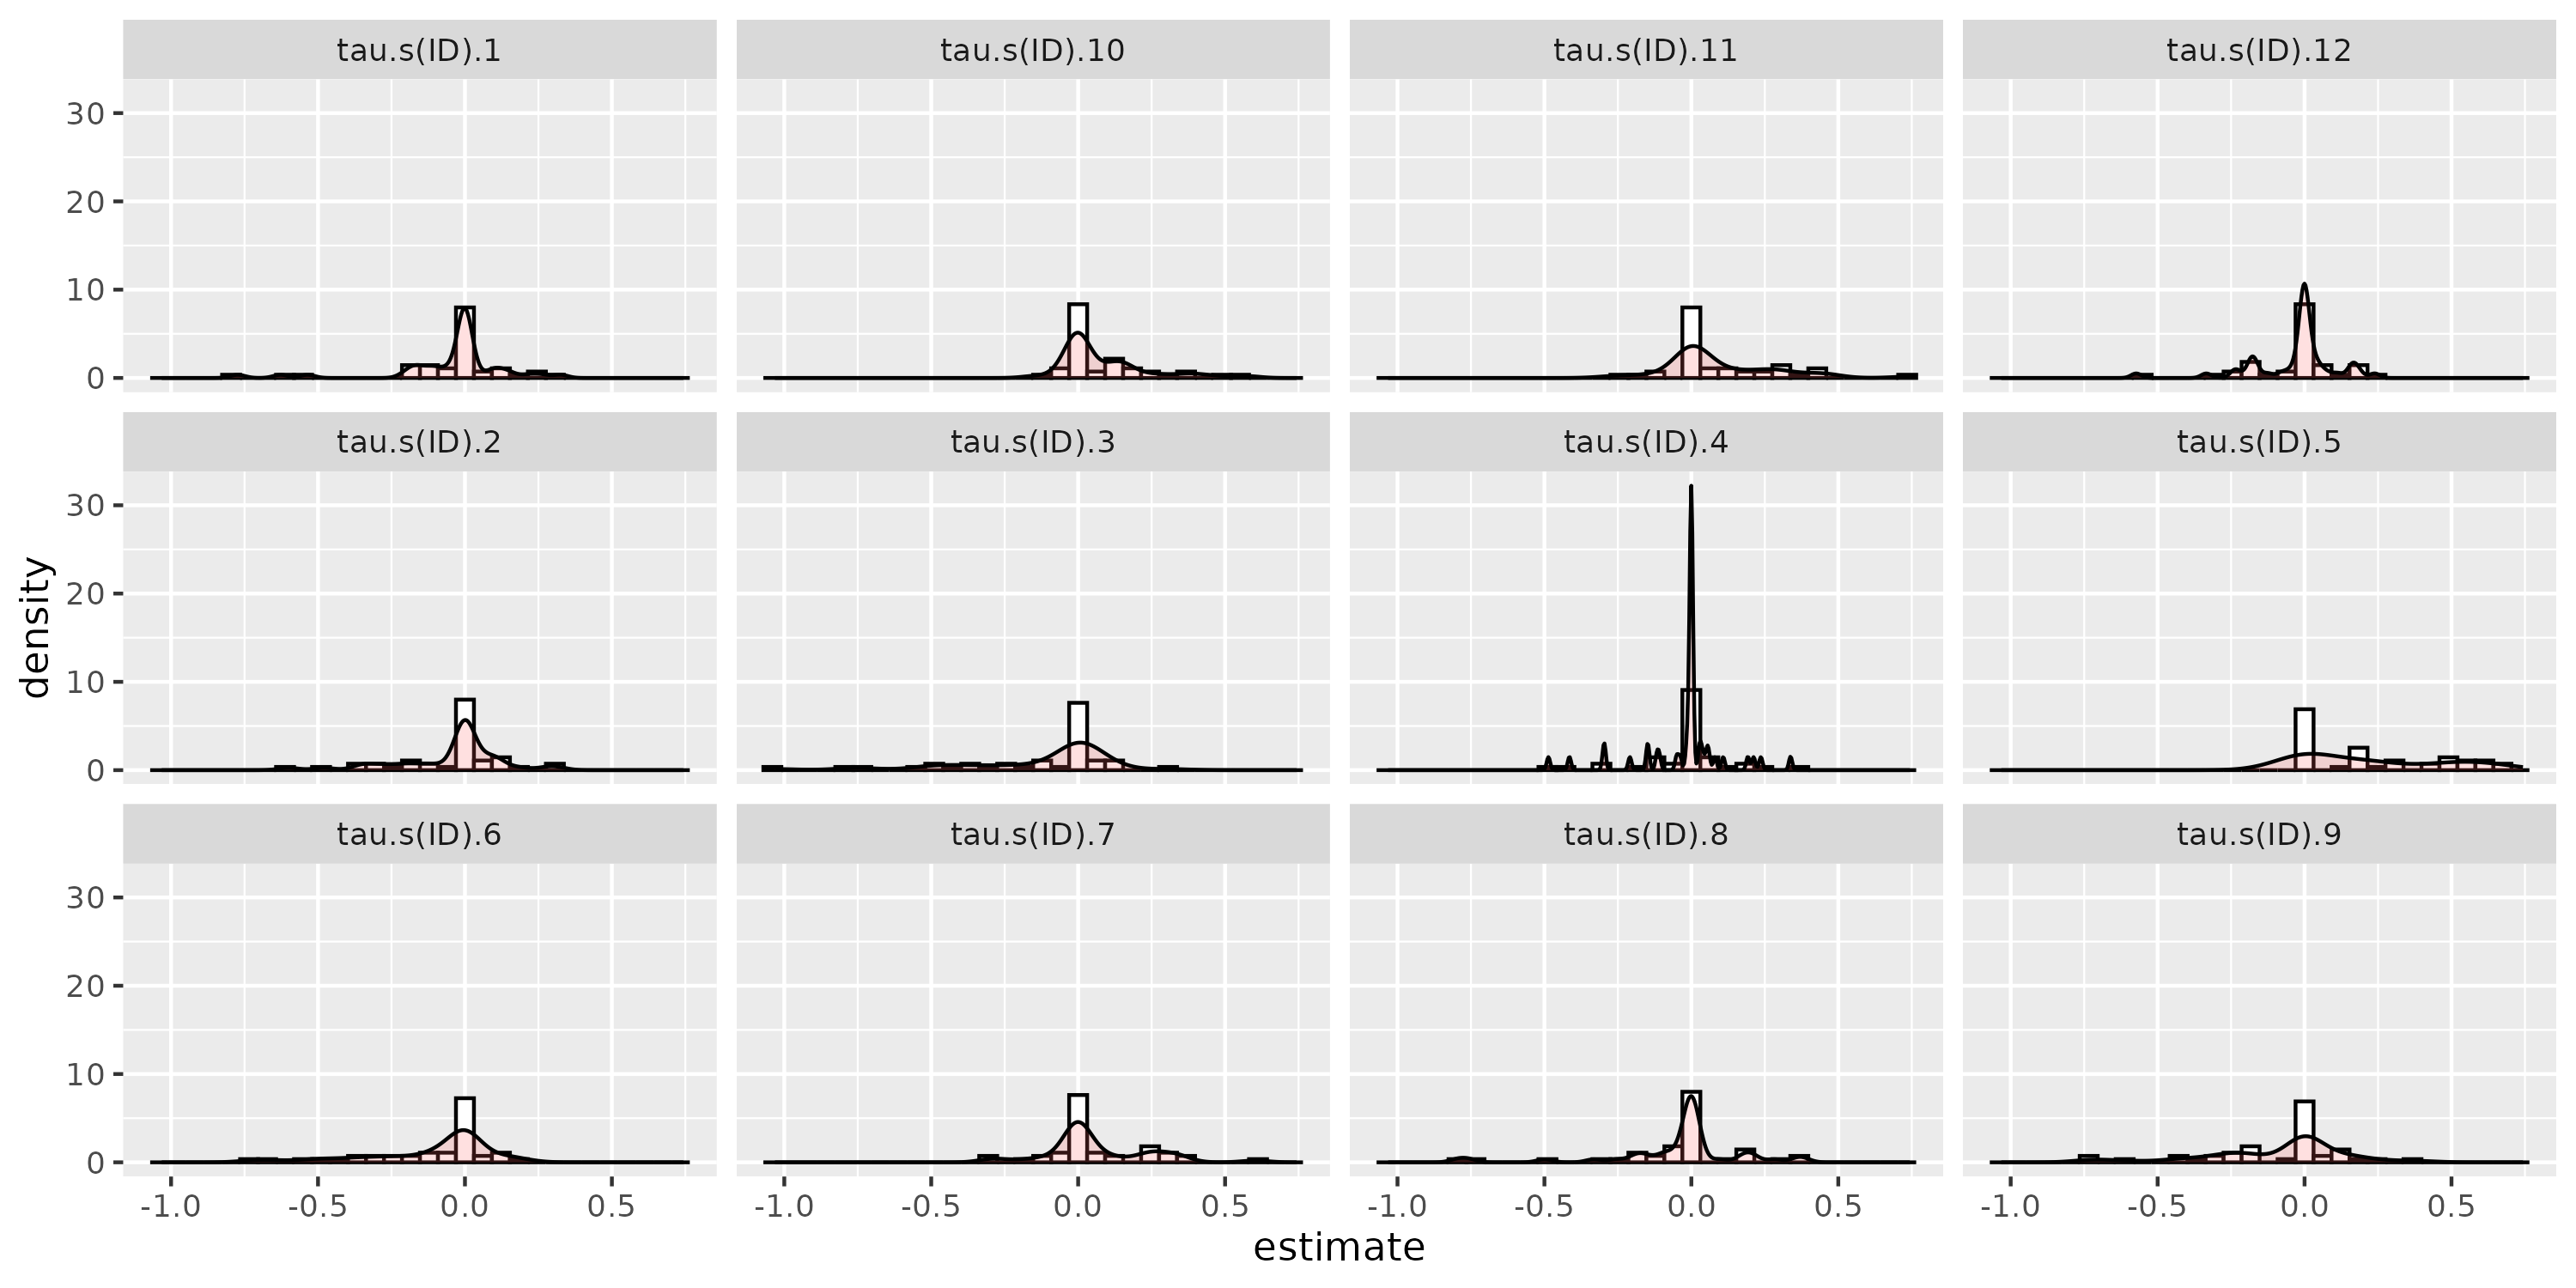 tau.s(ID).1 tau.s(ID).10 tau.s(ID).11 tau.s(ID).12
30
20
10
0
tau.s(ID).2 tau.s(ID).3 tau.s(ID).4 tau.s(ID).5
30
20
10
0
density
tau.s(ID).6 tau.s(ID).7 tau.s(ID).8 tau.s(ID).9
30
20
10
0
-1.0 -0.5 0.0 0.5 -1.0 -0.5 0.0 0.5 -1.0 -0.5 0.0 0.5 -1.0 -0.5 0.0 0.5
estimate